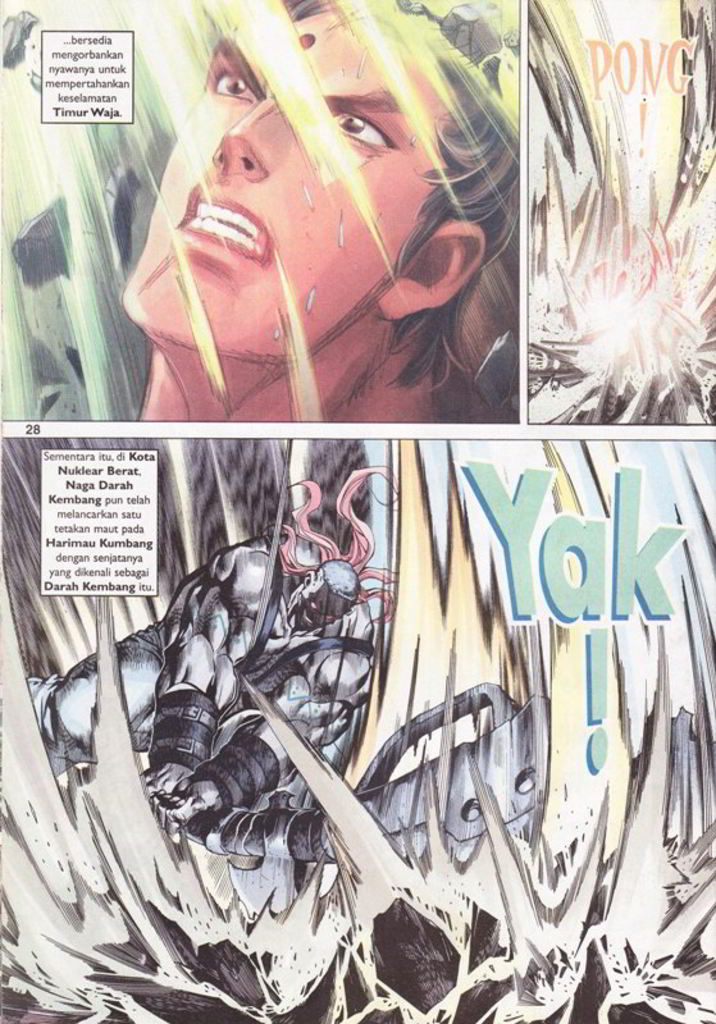 ...bersedia
mengorbankan
nyawanya untuk
mempertahankan
keselamatan
Timur Waja.
PONG
!
28
Sementara itu, di Kota
Nuklear Berat,
Naga Darah
Kembang pun telah
melancarkan satu
tetakan maut pada
Harimau Kumbang
dengan senjatanya
yang dikenali sebagai
Darah Kembang itu.
Yak
!